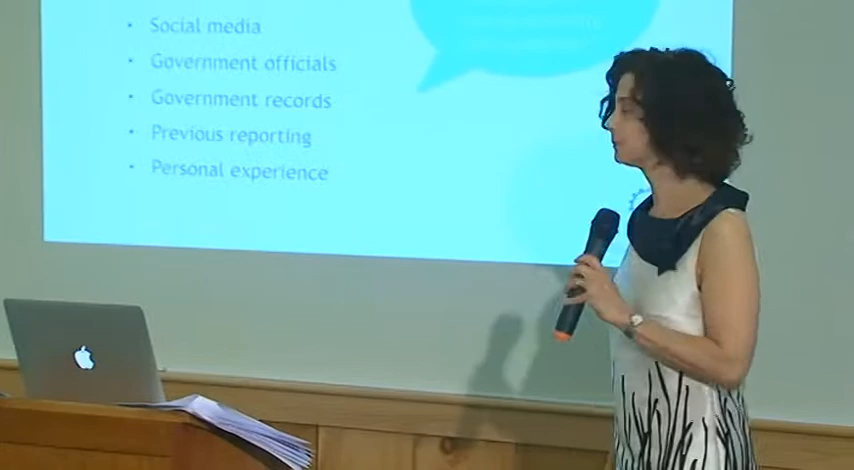 • Social media
• Government officials
• Government records
• Previous reporting
• Personal experience